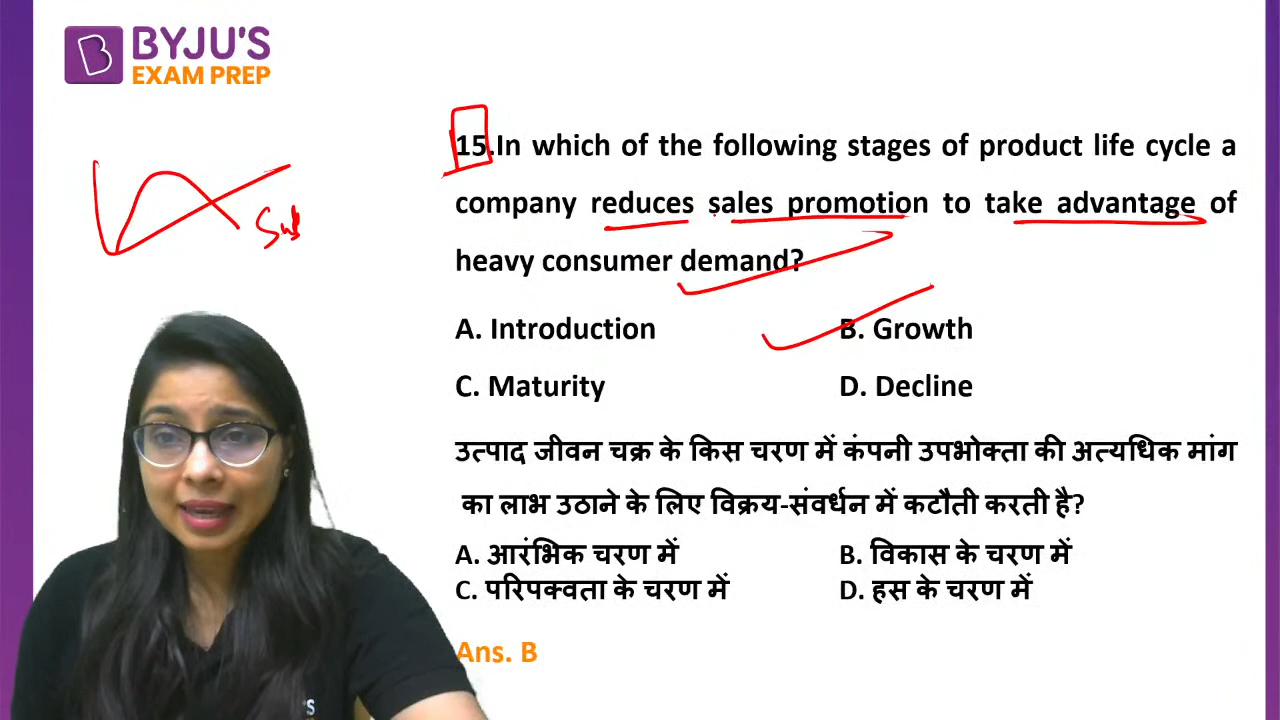 BYJU'S
EXAM PREP
15.In which of the following stages of product life cycle a
company reduces sales promotion to take advantage of
heavy consumer demand?
A. Introduction B. Growth
C. Maturity D. Decline
उत्पाद जीवन चक्र के किस चरण में कंपनी उपभोक्ता की अत्यधिक मांग
का लाभ उठाने के लिए विक्रय-संवर्धन में कटौती करती है?
A. आरंभिक चरण में B. विकास के चरण में
C. परिपक्वता के चरण में D. हस के चरण में
Ans. B